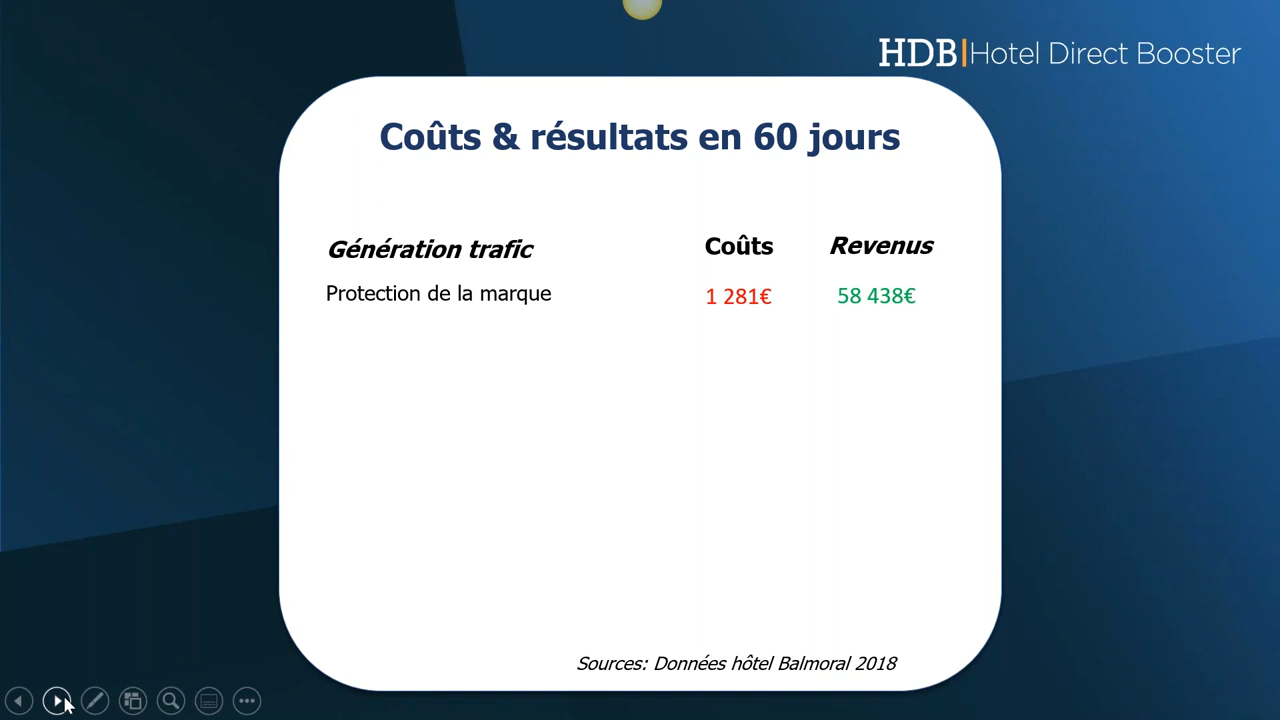 HDB|Hotel Direct Booster
Coûts & résultats en 60 jours
Génération trafic Coûts Revenus
Protection de la marque 1 281€ 58 438€
Sources: Données hôtel Balmoral 2018